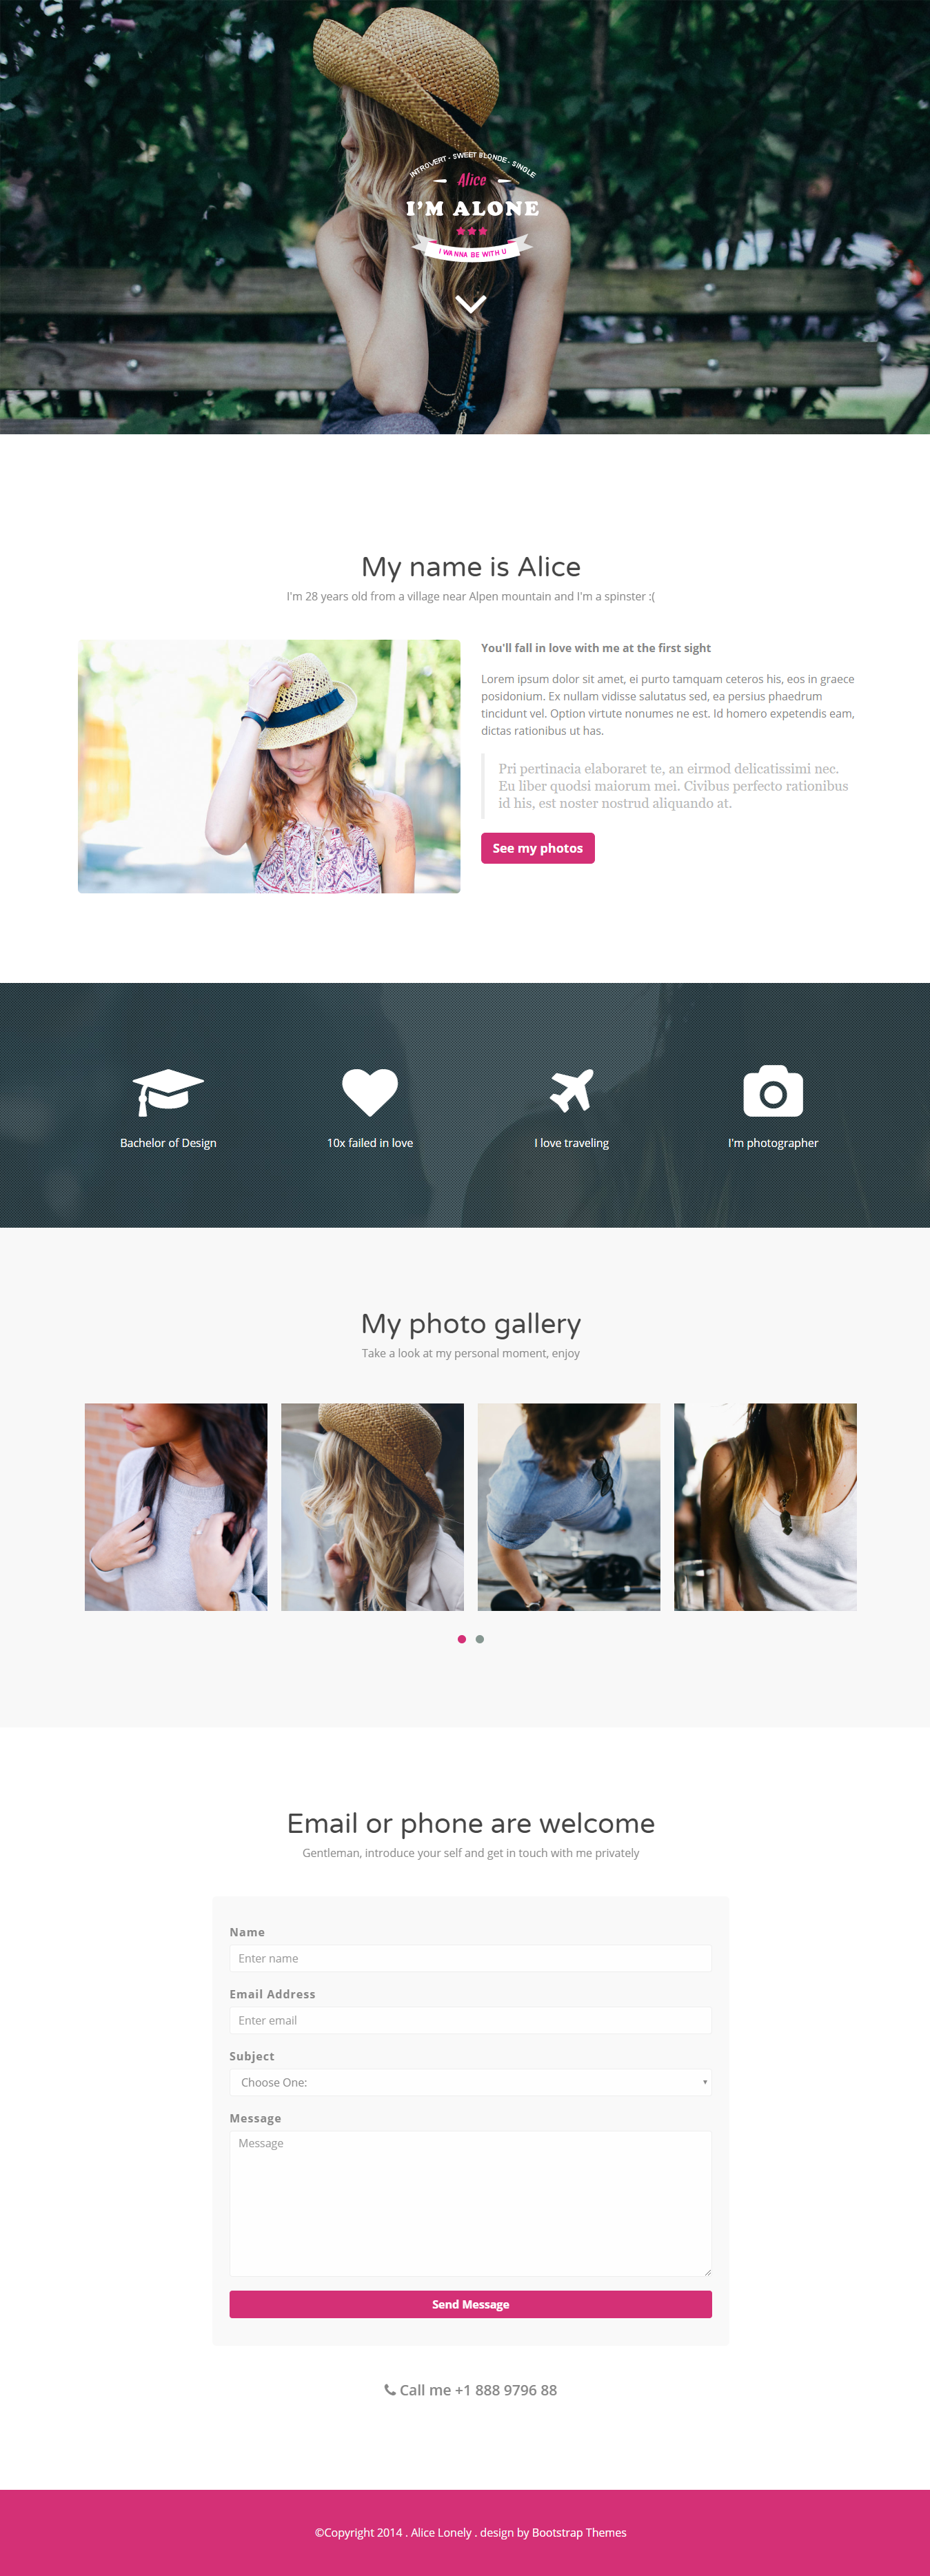 INTROVERT - SWEET BLONDE - SINGLE
Alice
I'M ALONE
I WANNA BE WITH U
My name is Alice
I'm 28 years old from a village near Alpen mountain and I'm a spinster :(
You'll fall in love with me at the first sight
Lorem ipsum dolor sit amet, ei purto tamquam ceteros his, eos in graece
posidonium. Ex nullam vidisse salutatus sed, ea persius phaedrum
tincidunt vel. Option virtute nonumes ne est. Id homero expetendis eam,
dictas rationibus ut has.
Pri pertinacia elaboraret te, an eirmod delicatissimi nec.
Eu liber quodsi maiorum mei. Civibus perfecto rationibus
id his, est noster nostrud aliquando at.
See my photos
Bachelor of Design
10x failed in love
I love traveling
I'm photographer
My photo gallery
Take a look at my personal moment, enjoy
Email or phone are welcome
Gentleman, introduce your self and get in touch with me privately
Name
Enter name
Email Address
Enter email
Subject
Choose One:
Message
Message
Send Message
Call me +1 888 9796 88
©Copyright 2014 . Alice Lonely . design by Bootstrap Themes